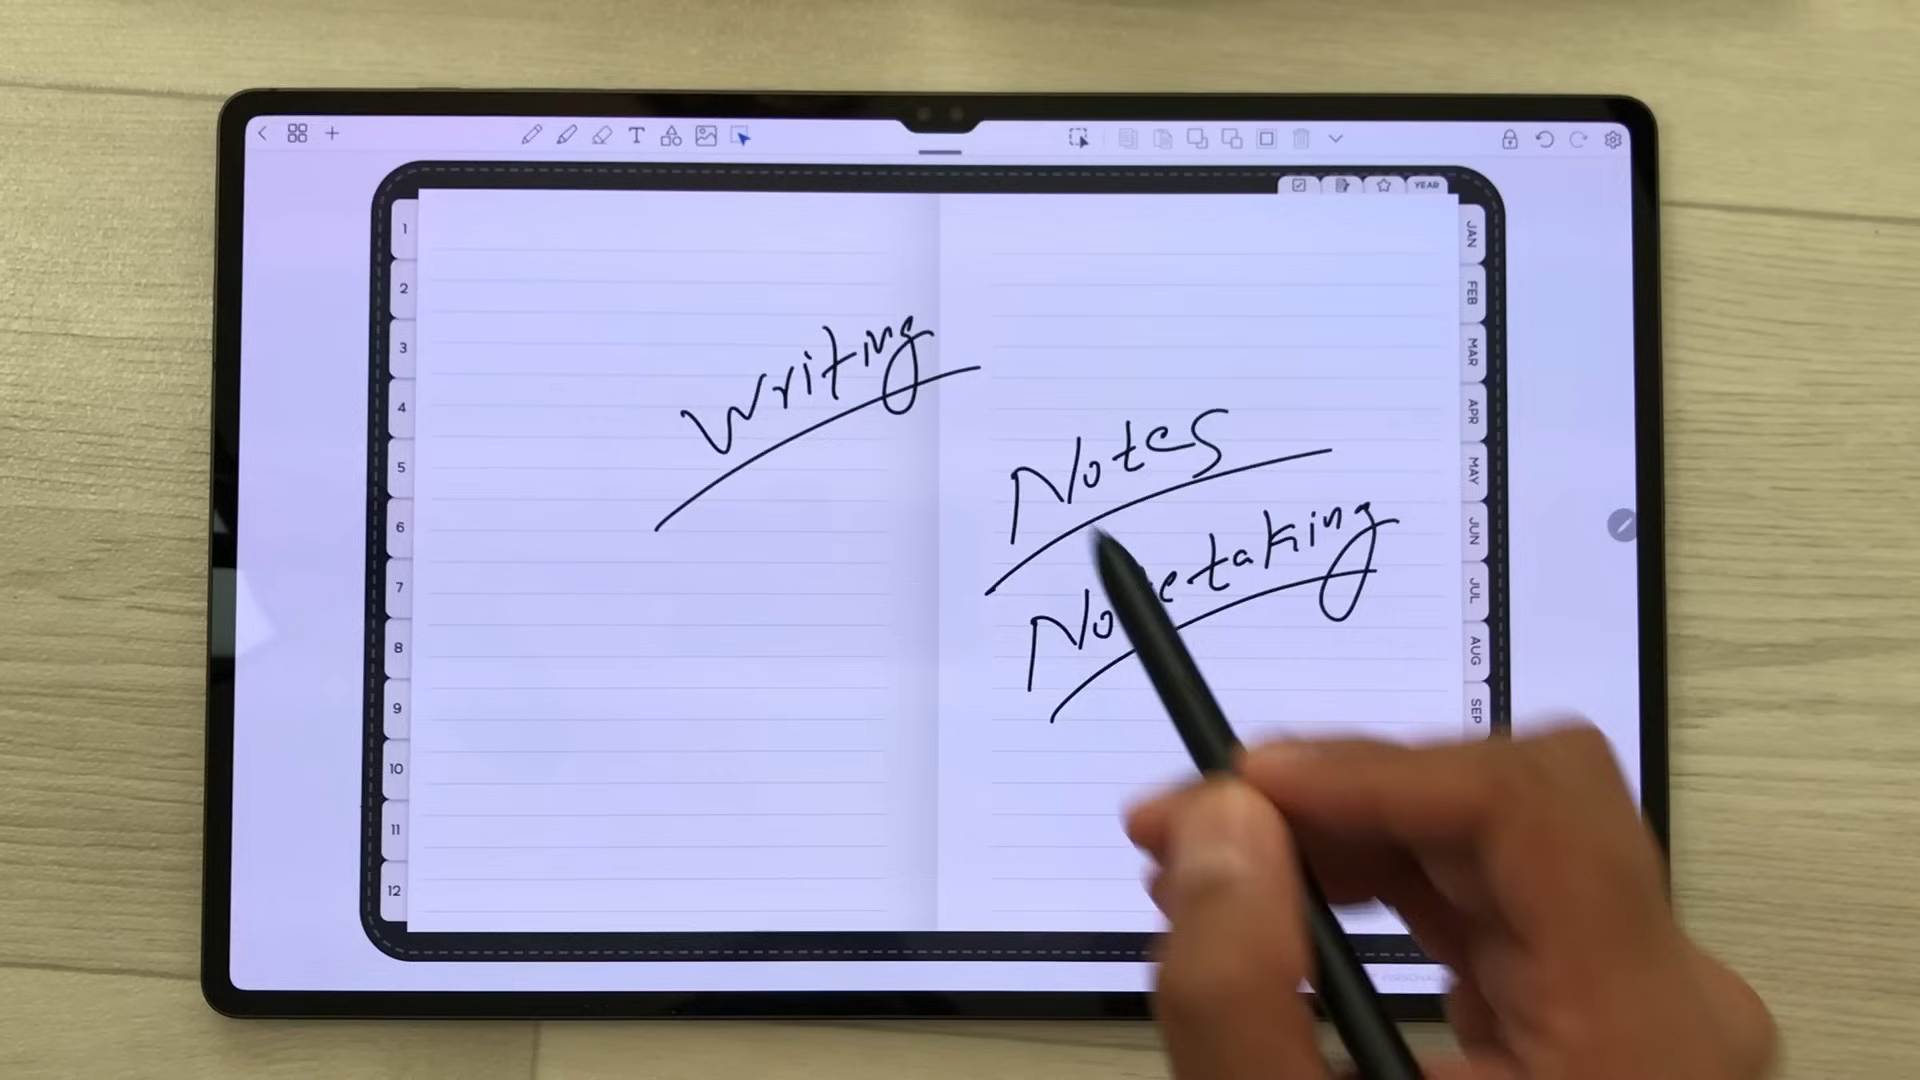 T
YEAR
1
2
3
4
5
6
7
8
9
10
11
12
Writing
Notes
Notetaking
JAN
FEB
MAR
APR
MAY
JUN
JUL
AUG
SEP